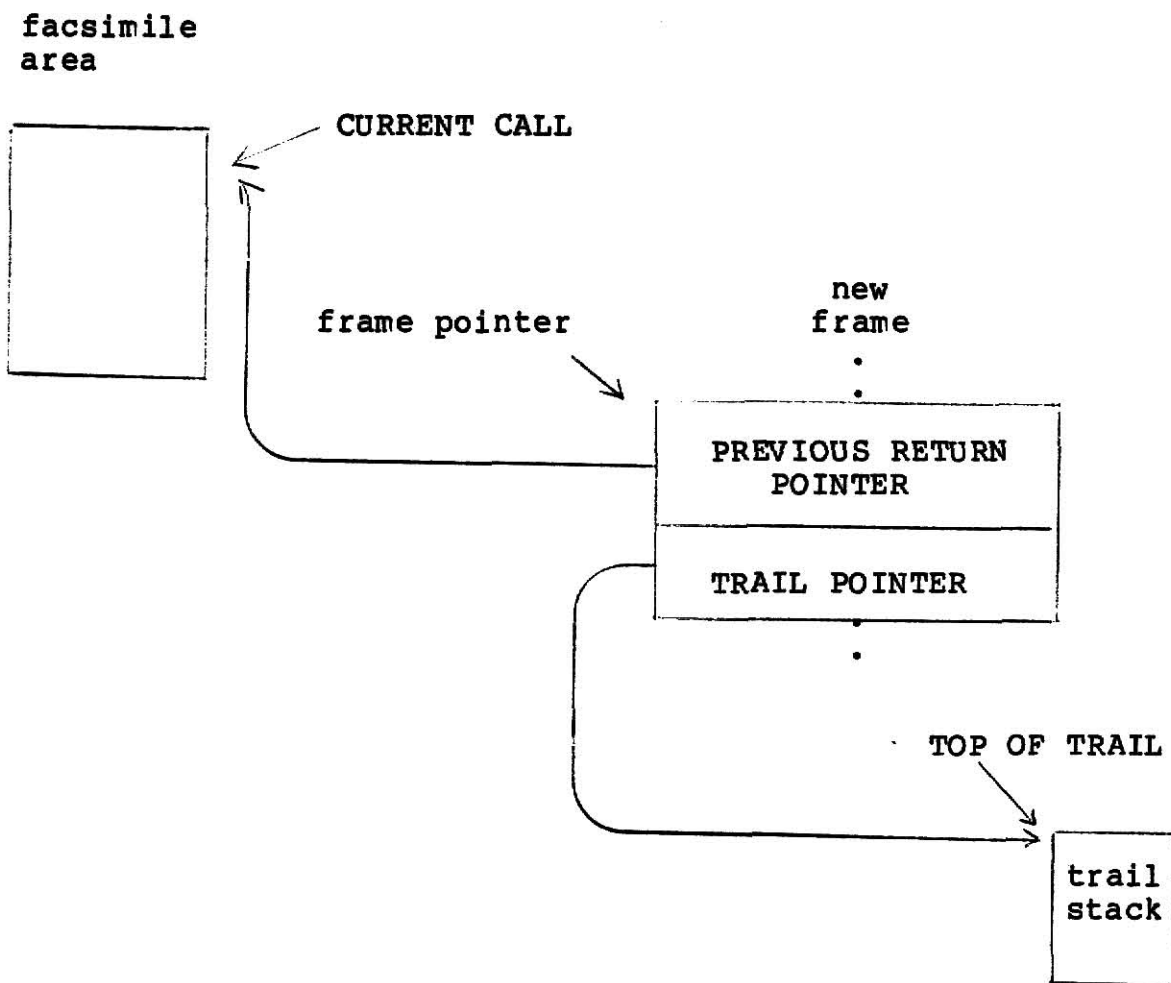 facsimile
area
CURRENT CALL
new
frame pointer
frame
PREVIOUS RETURN
POINTER
TRAIL POINTER
TOP OF TRAIL
trail
stack